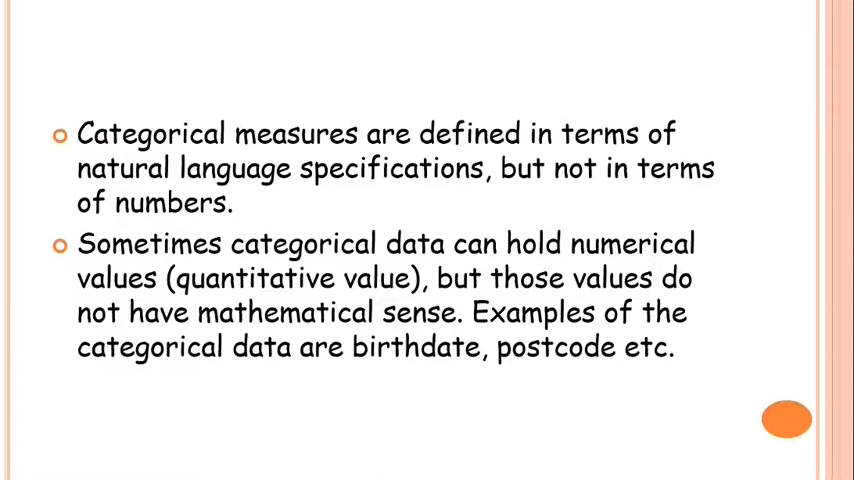 Categorical measures are defined in terms of
natural language specifications, but not in terms
of numbers.
Sometimes categorical data can hold numerical
values (quantitative value), but those values do
not have mathematical sense. Examples of the
categorical data are birthdate, postcode etc.